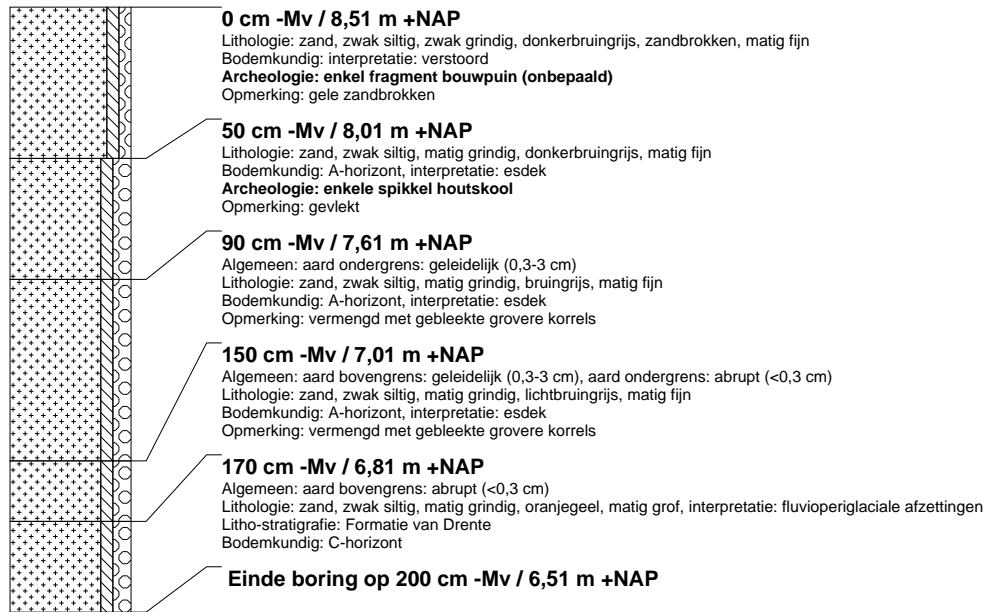 0 cm -Mv / 8,51 m +NAP
Lithologie: zand, zwak siltig, zwak grindig, donkerbruingrijs, zandbrokken, matig fijn
Bodemkundig: interpretatie: verstoord
Archeologie: enkel fragment bouwpuin (onbepaald)
Opmerking: gele zandbrokken
50 cm -Mv / 8,01 m +NAP
Lithologie: zand, zwak siltig, matig grindig, donkerbruingrijs, matig fijn
Bodemkundig: A-horizont, interpretatie: esdek
Archeologie: enkele spikkel houtskool
Opmerking: gevlekt
90 cm -Mv / 7,61 m +NAP
Algemeen: aard ondergrens: geleidelijk (0,3-3 cm)
Lithologie: zand, zwak siltig, matig grindig, bruingrijs, matig fijn
Bodemkundig: A-horizont, interpretatie: esdek
Opmerking: vermengd met gebleekte grovere korrels
150 cm -Mv / 7,01 m +NAP
Algemeen: aard bovengrens: geleidelijk (0,3-3 cm), aard ondergrens: abrupt (<0,3 cm)
Lithologie: zand, zwak siltig, matig grindig, lichtbruingrijs, matig fijn
Bodemkundig: A-horizont, interpretatie: esdek
Opmerking: vermengd met gebleekte grovere korrels
170 cm -Mv / 6,81 m +NAP
Algemeen: aard bovengrens: abrupt (<0,3 cm)
Lithologie: zand, zwak siltig, matig grindig, oranjegeel, matig grof, interpretatie: fluvioperiglaciale afzettingen
Litho-stratigrafie: Formatie van Drente
Bodemkundig: C-horizont
Einde boring op 200 cm -Mv / 6,51 m +NAP